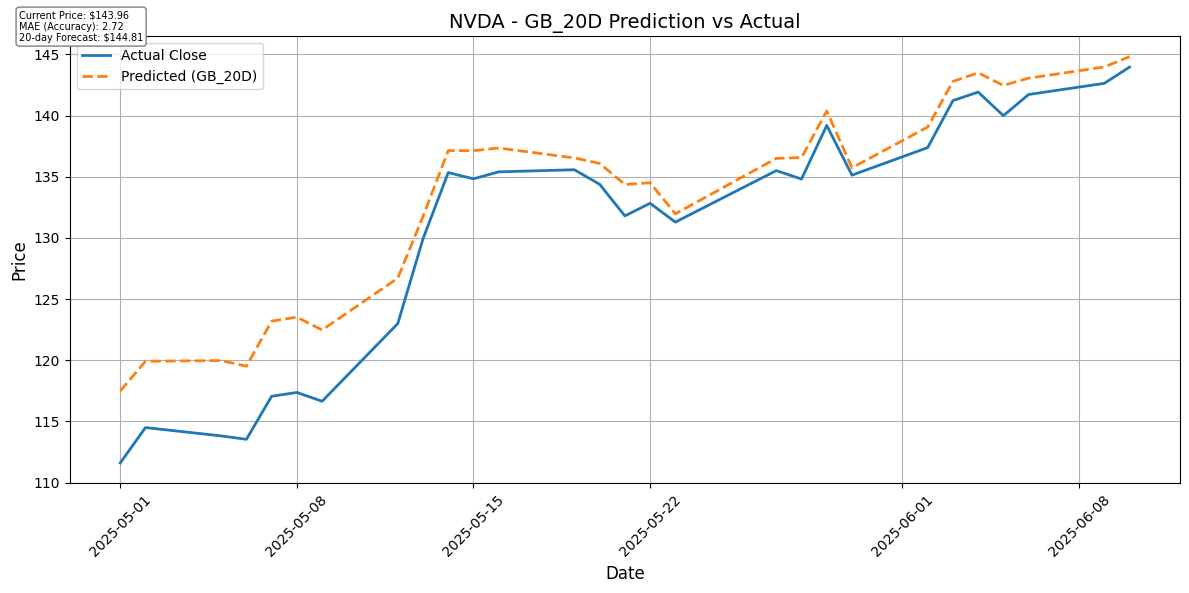 NVDA - GB_20D Prediction vs Actual
Current Price: $143.96
MAE (Accuracy): 2.72
20-day Forecast: $144.81
Actual Close
Predicted (GB_20D)
Price
145
140
135
130
125
120
115
110
2025-05-01
2025-05-08
2025-05-15
2025-05-22
2025-06-01
2025-06-08
Date